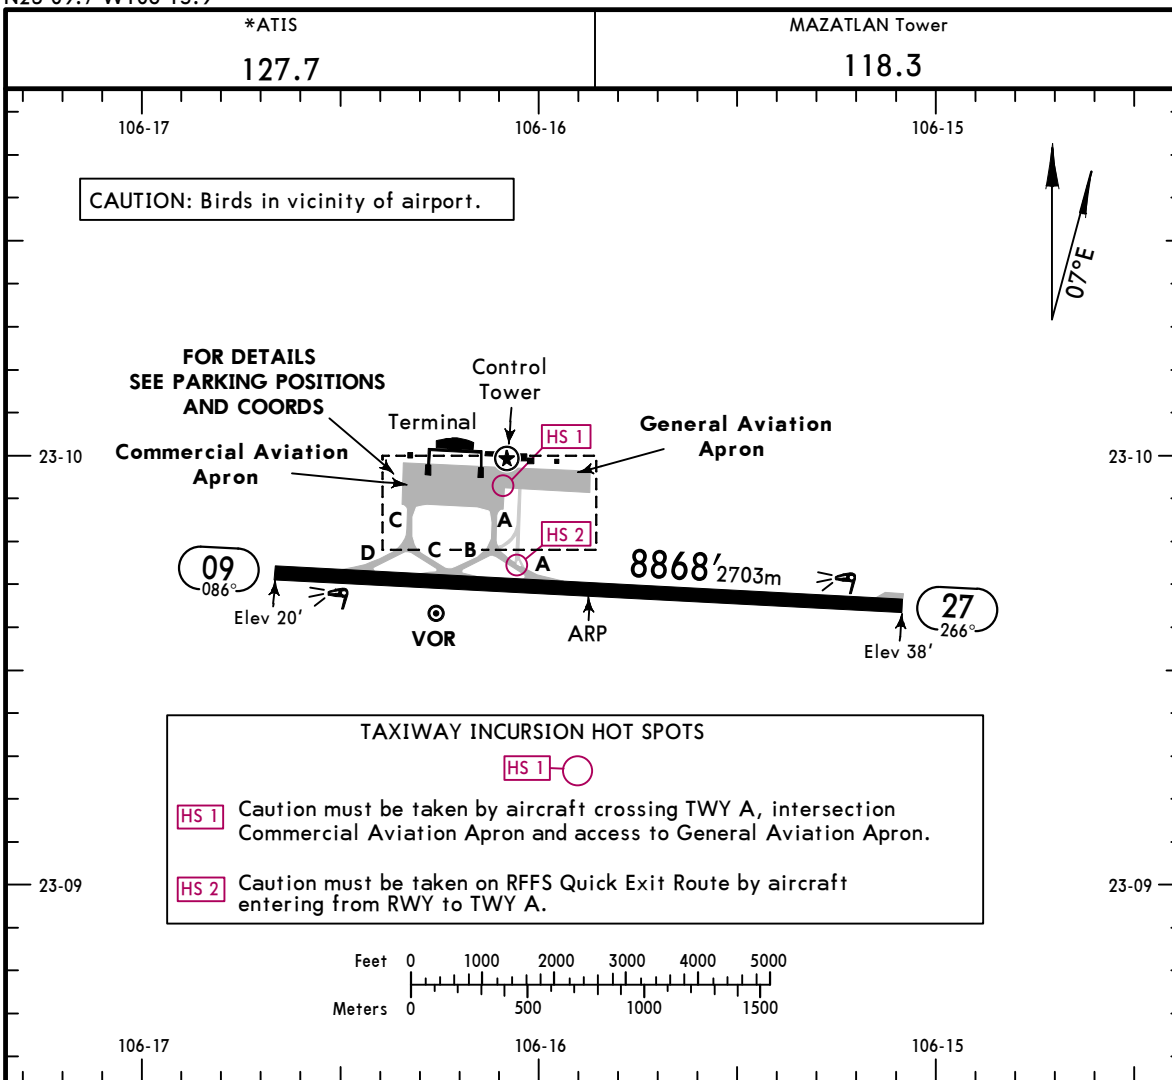 *ATIS
127.7
MAZATLAN Tower
118.3
106-17
106-16
106-15
CAUTION: Birds in vicinity of airport.
07°E
FOR DETAILS
SEE PARKING POSITIONS
AND COORDS
Control
Tower
Terminal
HS 1
General Aviation
Apron
Commercial Aviation
Apron
23-10
23-10
C
A
HS 2
D
C
B
A
8868' 2703m
09
086°
27
266°
Elev 20'
VOR
ARP
Elev 38'
TAXIWAY INCURSION HOT SPOTS
HS 1
HS 1 Caution must be taken by aircraft crossing TWY A, intersection
Commercial Aviation Apron and access to General Aviation Apron.
HS 2 Caution must be taken on RFFS Quick Exit Route by aircraft
entering from RWY to TWY A.
23-09
23-09
Feet 0 1000 2000 3000 4000 5000
Meters 0 500 1000 1500
106-17
106-16
106-15